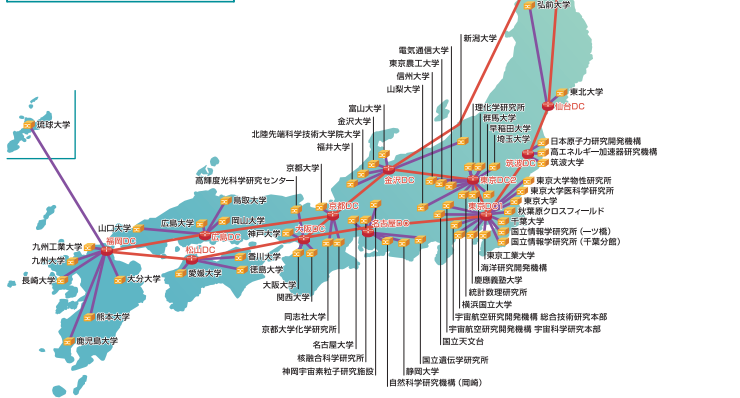 弘前大学
新潟大学
電気通信大学
東京農工大学
信州大学
山梨大学
東北大学
仙台DC
理化学研究所
群馬大学
早稲田大学
埼玉大学
富山大学
金沢大学
北陸先端科学技術大学院大学
福井大学
琉球大学
日本原子力研究開発機構
高エネルギー加速器研究機構
筑波大学
筑波DC
京都大学
高輝度光科学研究センター
金沢DC
東京DC2
東京大学物性研究所
東京大学医科学研究所
東京大学
秋葉原クロスフィールド
千葉大学
国立情報学研究所 (一ツ橋)
国立情報学研究所 (千葉分館)
鳥取大学
京都DC
東京DC1
広島大学
岡山大学
名古屋DC
山口大学
神戸大学
大阪DC
広島DC
福岡DC
九州工業大学
松山DC
九州大学
香川大学
徳島大学
愛媛大学
長崎大学
大分大学
大阪大学
関西大学
熊本大学
鹿児島大学
同志社大学
京都大学化学研究所
名古屋大学
核融合科学研究所
神岡宇宙素粒子研究施設
東京工業大学
海洋研究開発機構
慶應義塾大学
統計数理研究所
横浜国立大学
宇宙航空研究開発機構 総合技術研究本部
宇宙航空研究開発機構 宇宙科学研究本部
国立天文台
国立遺伝学研究所
静岡大学
自然科学研究機構 (岡崎)